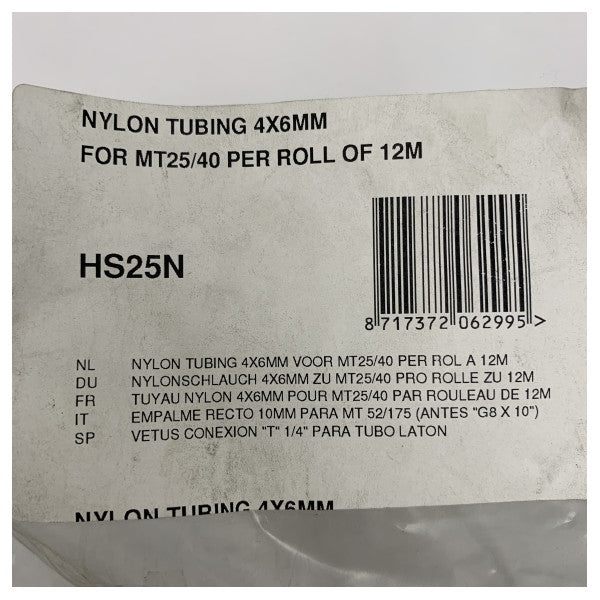 NYLON TUBING 4X6MM
FOR MT25/40 PER ROLL OF 12M
HS25N
8 717372 062995>
NL NYLON TUBING 4X6MM VOOR MT25/40 PER ROL A 12M
DU NYLONSCHLAUCH 4X6MM ZU MT25/40 PRO ROLLE ZU 12M
FR TUYAU NYLON 4X6MM POUR MT25/40 PAR ROULEAU DE 12M
IT EMPALME RECTO 10MM PARA MT 52/175 (ANTES "G8 X 10")
SP VETUS CONEXION "T" 1/4" PARA TUBO LATON
NYLON TUBING 4X6MM